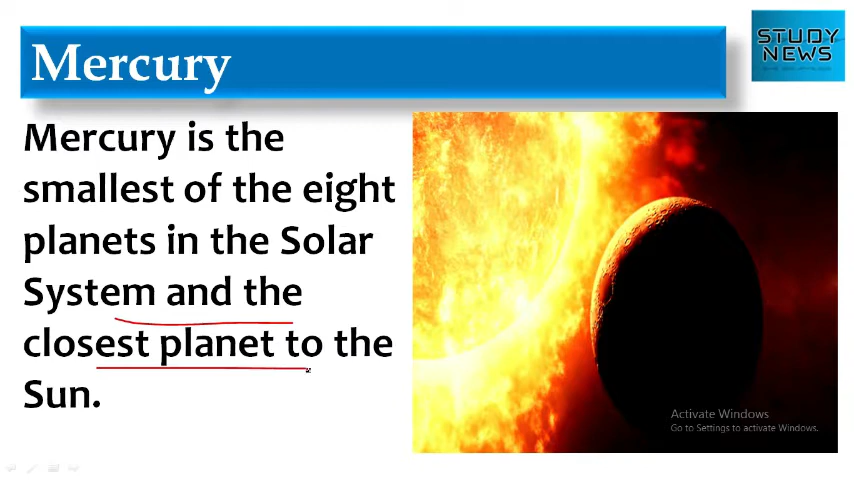 Mercury
STUDY
NEWS
Mercury is the
smallest of the eight
planets in the Solar
System and the
closest planet to the
Sun.
Activate Windows
Go to Settings to activate Windows.